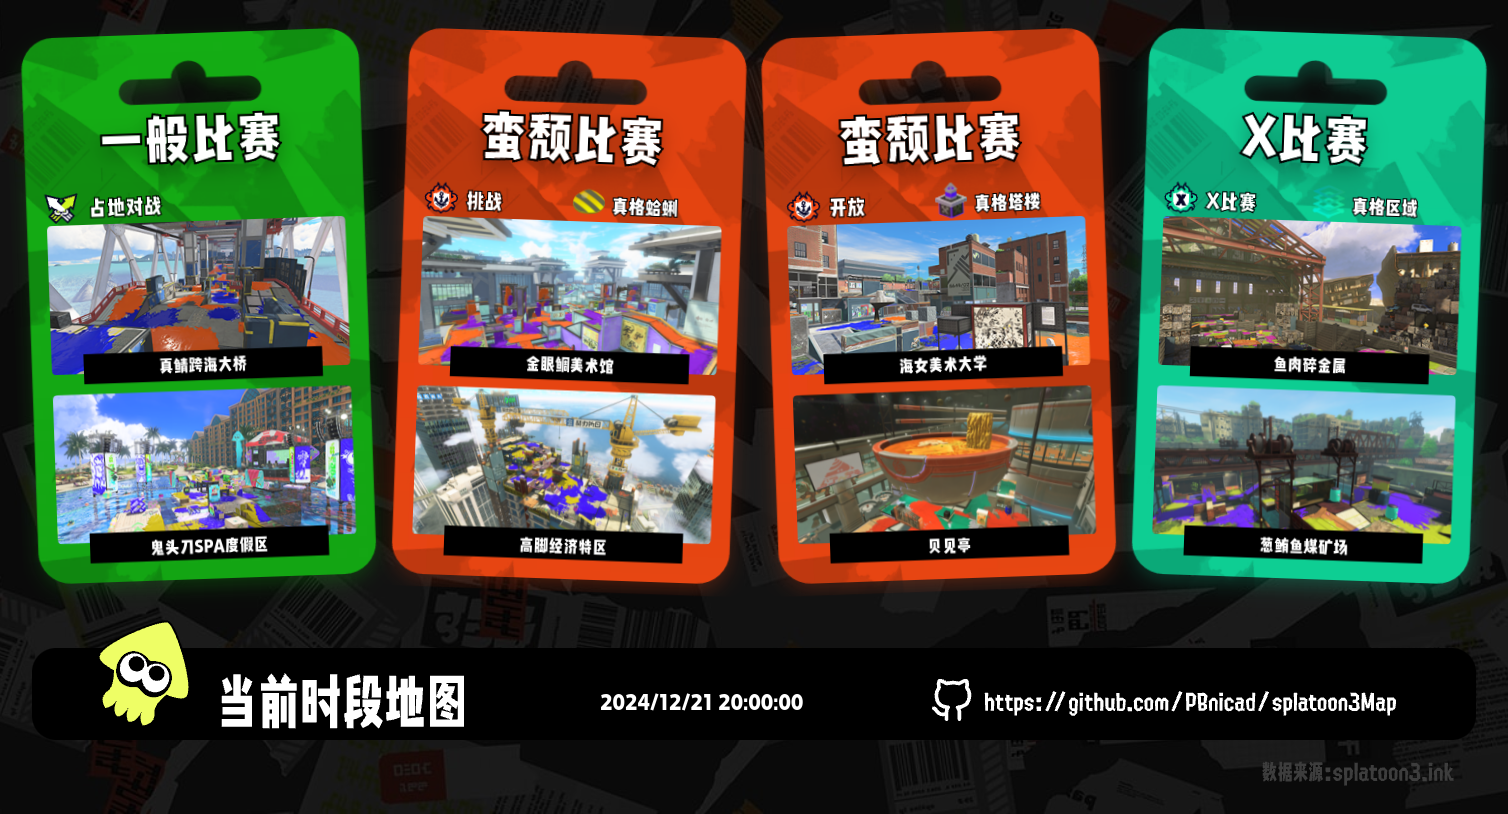 一般比赛
占地对战
真鲭跨海大桥
鬼头刀SPA度假区
蛮颓比赛
挑战
真格蛤蜊
金眼鲷美术馆
高脚经济特区
蛮颓比赛
开放
真格塔楼
海女美术大学
贝见亭
X比赛
X比赛
真格区域
鱼肉碎金属
葱鲔鱼煤矿场
当前时段地图
2024/12/21 20:00:00
https://github.com/PBnicad/splatoon3Map
数据来源:splatoon3.ink